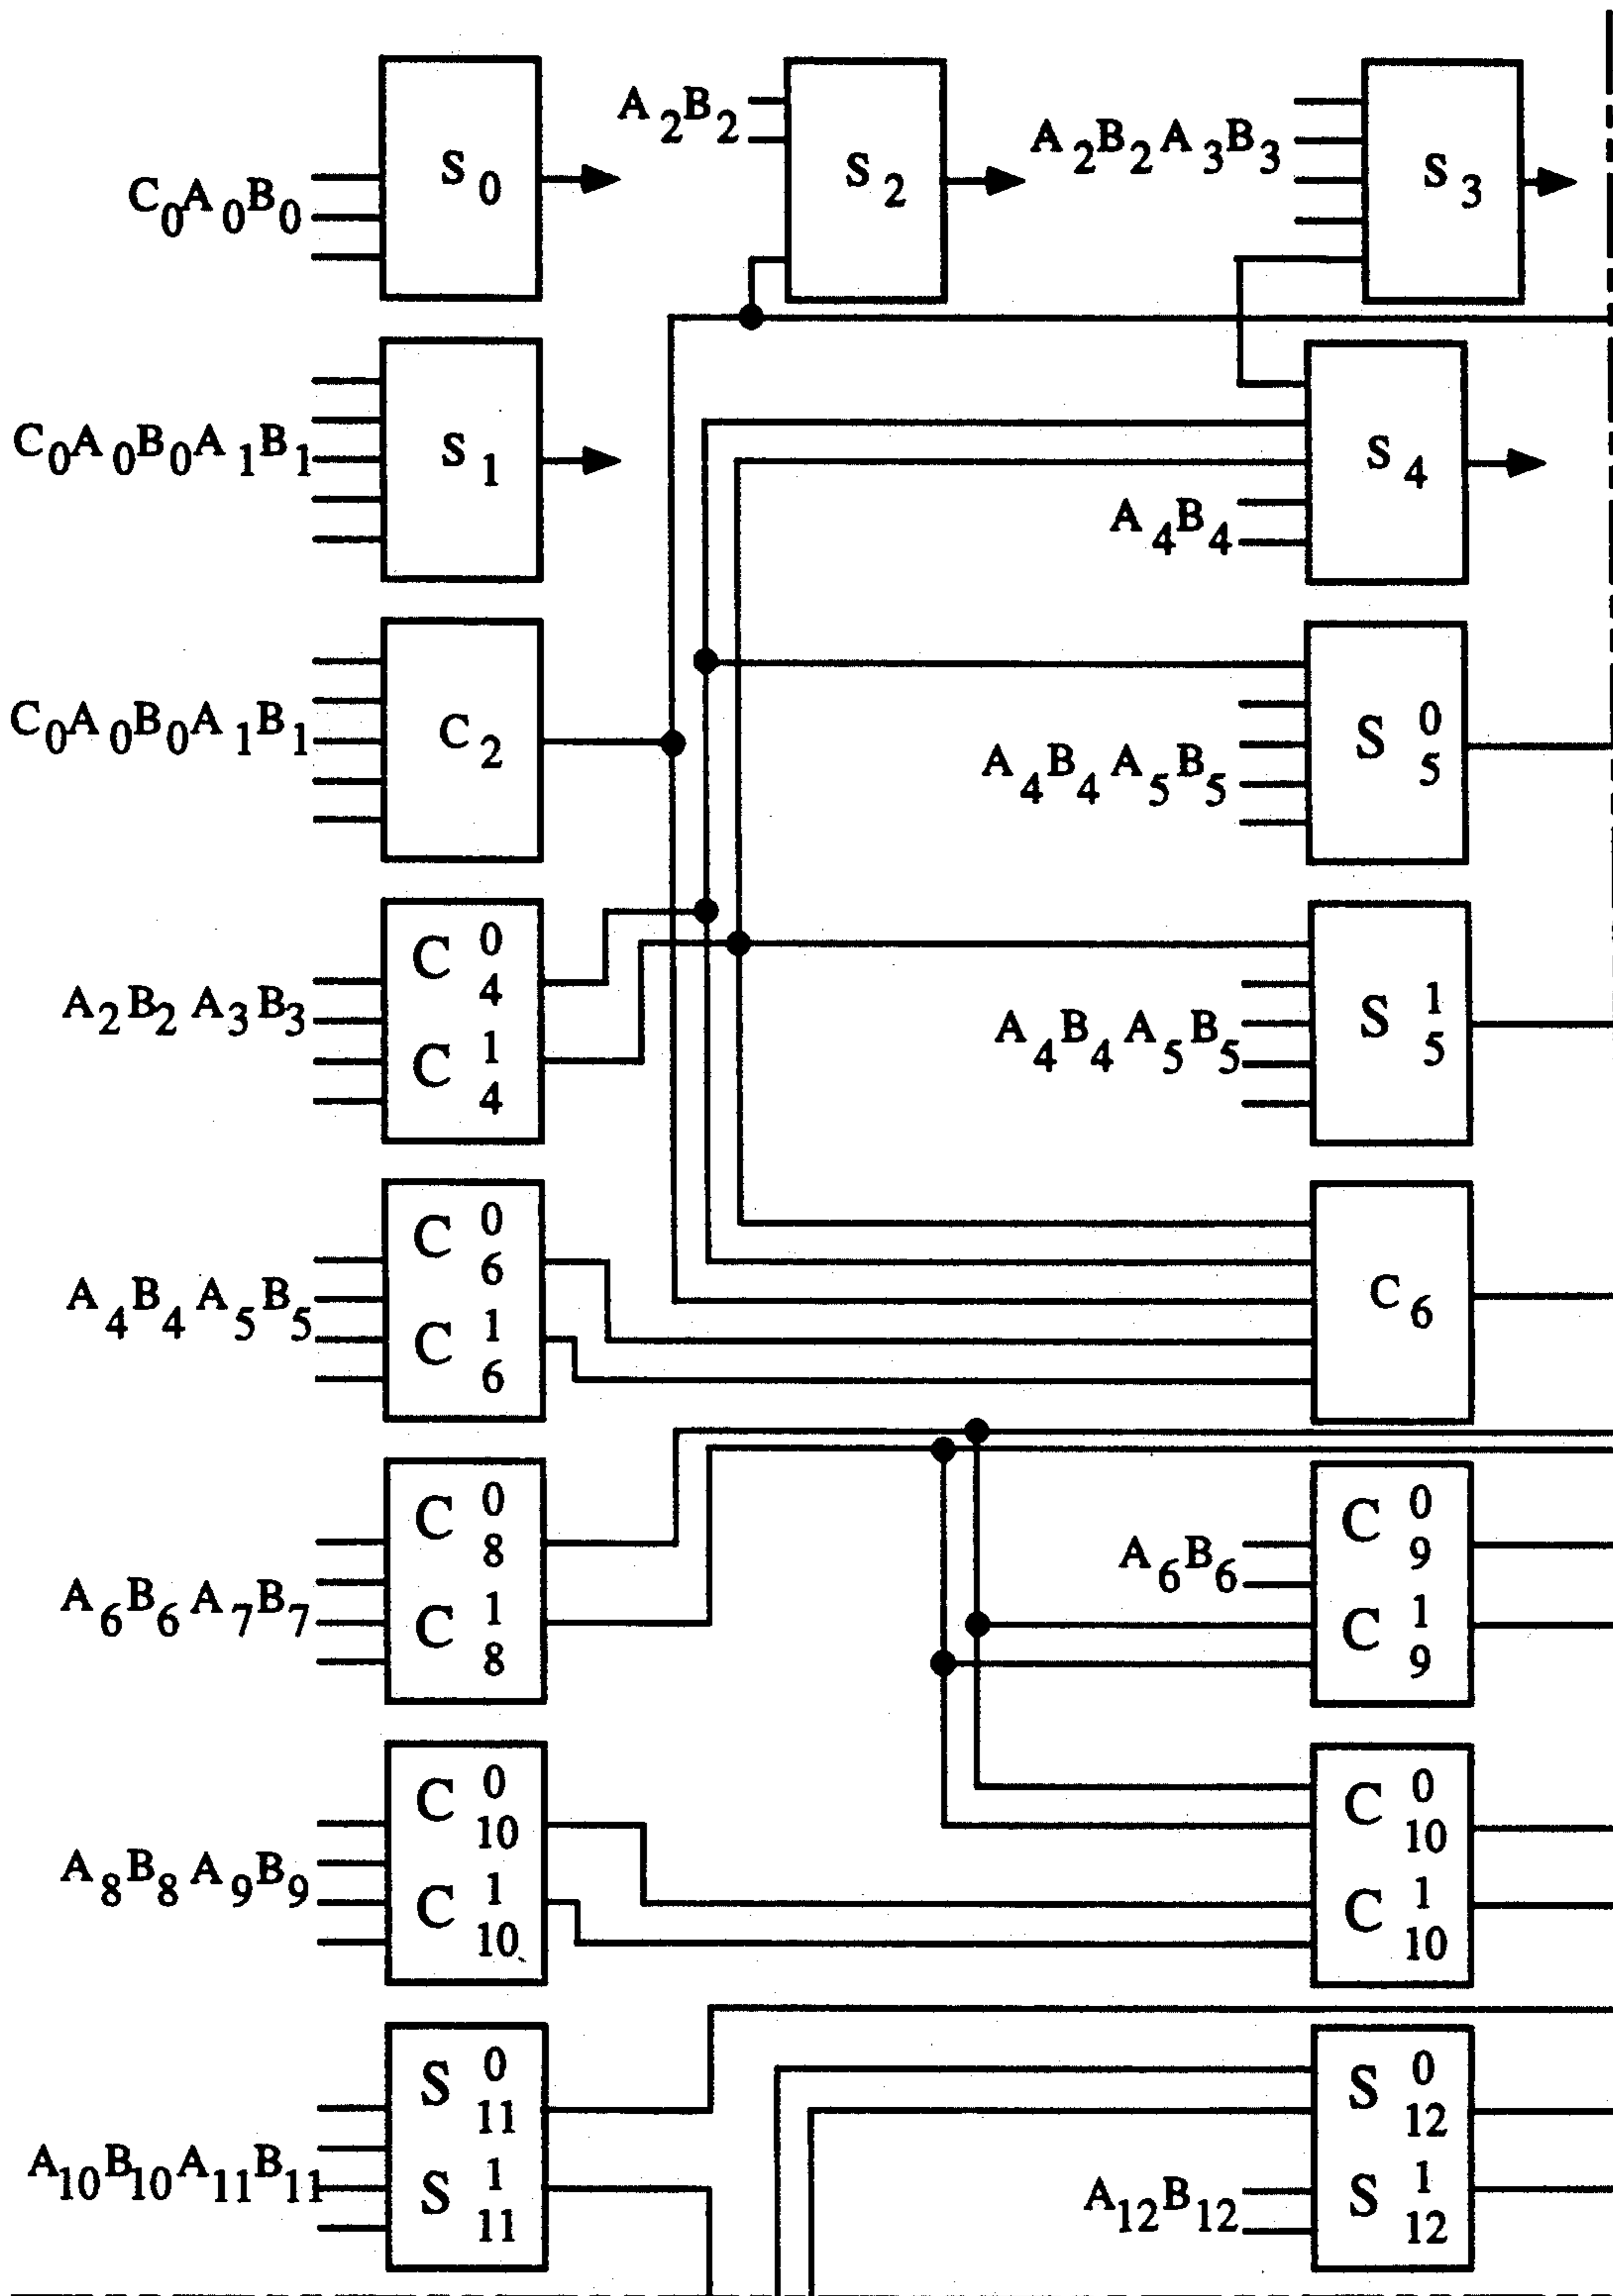 C0A0B0 S0
A2B2 S2
A2B2A3B3 S3
C0A0B0A1B1 S1
A4B4 S4
C0A0B0A1B1 C2
A4B4A5B5 S 0 5
A2B2A3B3 C 0 4
C 1 4
A4B4A5B5 S 1 5
A4B4A5B5 C 0 6
C 1 6
C6
A6B6A7B7 C 0 8
C 1 8
A6B6 C 0 9
C 1 9
A8B8A9B9 C 0 10
C 1 10
C 0 10
C 1 10
A10B10A11B11 S 0 11
S 1 11
A12B12 S 0 12
S 1 12